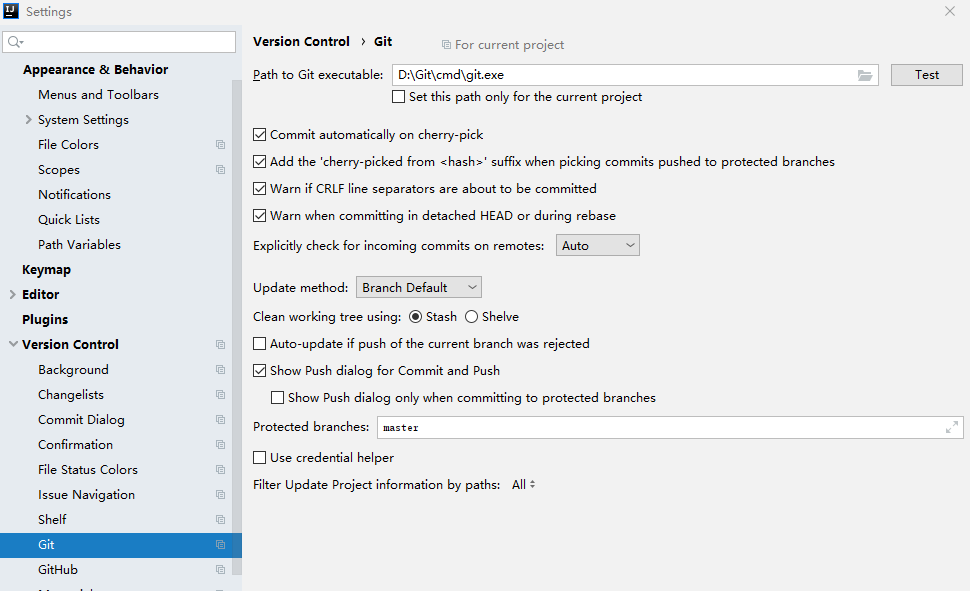 IJ Settings
Version Control › Git For current project
Appearance & Behavior
Menus and Toolbars
System Settings
File Colors
Scopes
Notifications
Quick Lists
Path Variables
Keymap
Editor
Plugins
Version Control
Background
Changelists
Commit Dialog
Confirmation
File Status Colors
Issue Navigation
Shelf
Git
GitHub
Path to Git executable: D:\Git\cmd\git.exe Test
Set this path only for the current project
Commit automatically on cherry-pick
Add the 'cherry-picked from <hash>' suffix when picking commits pushed to protected branches
Warn if CRLF line separators are about to be committed
Warn when committing in detached HEAD or during rebase
Explicitly check for incoming commits on remotes: Auto
Update method: Branch Default
Clean working tree using: Stash Shelve
Auto-update if push of the current branch was rejected
Show Push dialog for Commit and Push
Show Push dialog only when committing to protected branches
Protected branches: master
Use credential helper
Filter Update Project information by paths: All